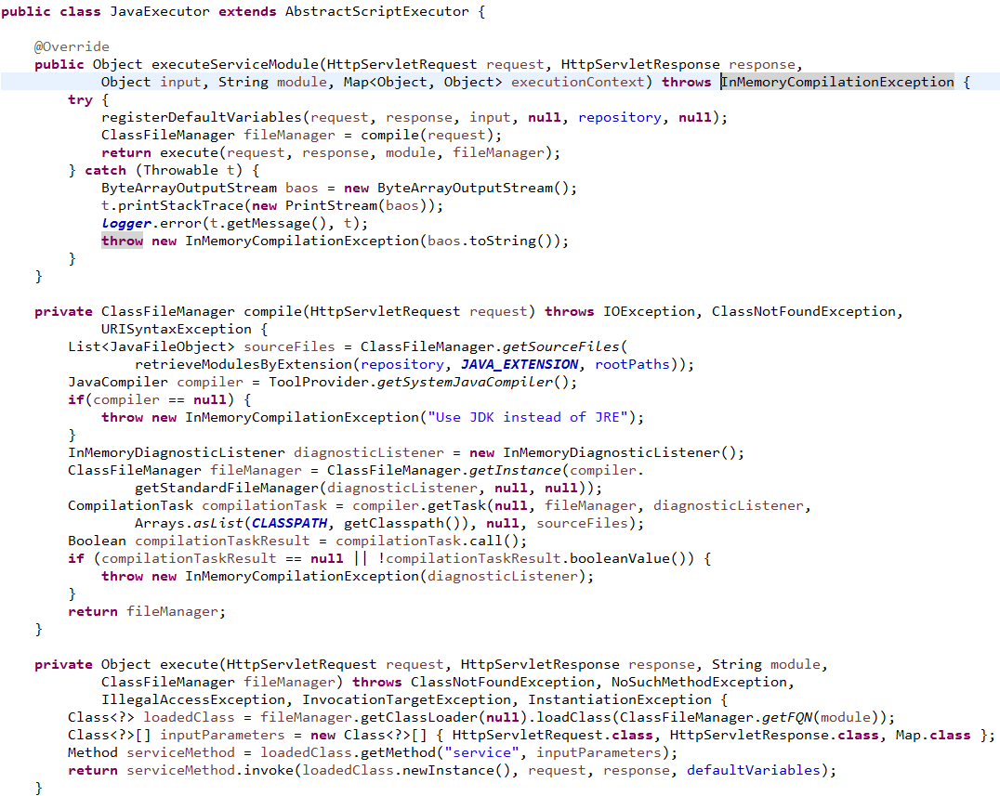 public class JavaExecutor extends AbstractScriptExecutor {
@Override
public Object executeServiceModule(HttpServletRequest request, HttpServletResponse response,
Object input, String module, Map<Object, Object> executionContext) throws InMemoryCompilationException {
try {
registerDefaultVariables(request, response, input, null, repository, null);
ClassFileManager fileManager = compile(request);
return execute(request, response, module, fileManager);
} catch (Throwable t) {
ByteArrayOutputStream baos = new ByteArrayOutputStream();
t.printStackTrace(new PrintStream(baos));
logger.error(t.getMessage(), t);
throw new InMemoryCompilationException(baos.toString());
}
}
private ClassFileManager compile(HttpServletRequest request) throws IOException, ClassNotFoundException,
URISyntaxException {
List<JavaFileObject> sourceFiles = ClassFileManager.getSourceFiles(
retrieveModulesByExtension(repository, JAVA_EXTENSION, rootPaths));
JavaCompiler compiler = ToolProvider.getSystemJavaCompiler();
if(compiler == null) {
throw new InMemoryCompilationException("Use JDK instead of JRE");
}
InMemoryDiagnosticListener diagnosticListener = new InMemoryDiagnosticListener();
ClassFileManager fileManager = ClassFileManager.getInstance(compiler.
getStandardFileManager(diagnosticListener, null, null));
CompilationTask compilationTask = compiler.getTask(null, fileManager, diagnosticListener,
Arrays.asList(CLASSPATH, getClasspath()), null, sourceFiles);
Boolean compilationTaskResult = compilationTask.call();
if (compilationTaskResult == null || !compilationTaskResult.booleanValue()) {
throw new InMemoryCompilationException(diagnosticListener);
}
return fileManager;
}
private Object execute(HttpServletRequest request, HttpServletResponse response, String module,
ClassFileManager fileManager) throws ClassNotFoundException, NoSuchMethodException,
IllegalAccessException, InvocationTargetException, InstantiationException {
Class<?> loadedClass = fileManager.getClassLoader(null).loadClass(ClassFileManager.getFQN(module));
Class<?>[] inputParameters = new Class<?>[] { HttpServletRequest.class, HttpServletResponse.class, Map.class };
Method serviceMethod = loadedClass.getMethod("service", inputParameters);
return serviceMethod.invoke(loadedClass.newInstance(), request, response, defaultVariables);
}